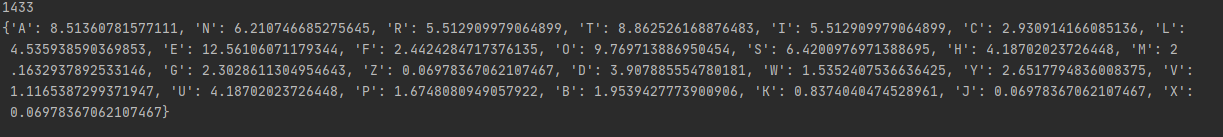 1433
{'A': 8.51360781577111, 'N': 6.210746685275645, 'R': 5.512909979064899, 'T': 8.862526168876483, 'I': 5.512909979064899, 'C': 2.930914166085136, 'L':
4.535938590369853, 'E': 12.56106071179344, 'F': 2.4424284717376135, 'O': 9.769713886950454, 'S': 6.4200976971388695, 'H': 4.18702023726448, 'M': 2
.1632937892533146, 'G': 2.3028611304954643, 'Z': 0.06978367062107467, 'D': 3.907885554780181, 'W': 1.5352407536636425, 'Y': 2.6517794836008375, 'V':
1.1165387299371947, 'U': 4.18702023726448, 'P': 1.6748080949057922, 'B': 1.9539427773900906, 'K': 0.8374040474528961, 'J': 0.06978367062107467, 'X':
0.06978367062107467}